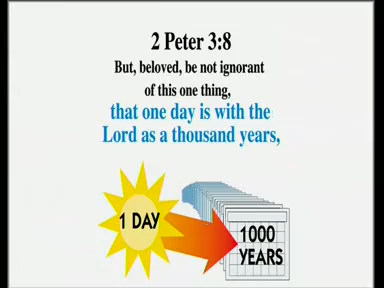 2 Peter 3:8
But, beloved, be not ignorant
of this one thing,
that one day is with the
Lord as a thousand years,
1 DAY
1000
YEARS